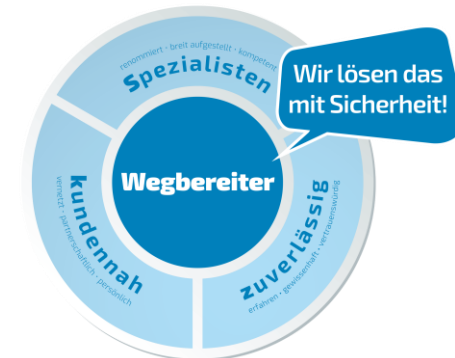 renommiert · breit aufgestellt · kompetent
Spezialisten
Wir lösen das
mit Sicherheit!
Wegbereiter
kundennah
vernetzt · partnerschaftlich · persönlich
zuverlässig
erfahren · gewissenhaft · vertrauenswürdig